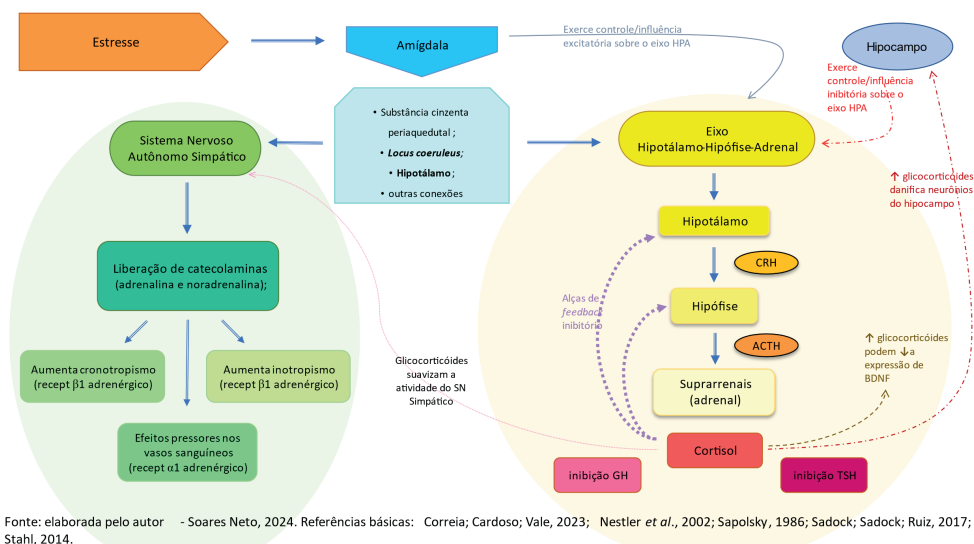 Estresse
Amígdala
Exerce controle/influência
excitatória sobre o eixo HPA
Hipocampo
Exerce
controle/influência
inibitória sobre o
eixo HPA
• Substância cinzenta
periaquedutal ;
• Locus coeruleus;
• Hipotálamo ;
• outras conexões
Sistema Nervoso
Autônomo Simpático
Eixo
Hipotálamo-Hipófise-Adrenal
↑ glicocorticóides
danifica neurônios
do hipocampo
Hipotálamo
CRH
Liberação de catecolaminas
(adrenalina e noradrenalina);
Alças de
feedback
inibitório
Hipófise
ACTH
↑ glicocorticóides
podem ↓ a
expressão de
BDNF
Aumenta cronotropismo
(recept β1 adrenérgico)
Aumenta inotropismo
(recept β1 adrenérgico)
Glicocorticóides
suavizam a
atividade do SN
Simpático
Suprarrenais
(adrenal)
Efeitos pressores nos
vasos sanguíneos
(recept α1 adrenérgico)
Cortisol
inibição GH
inibição TSH
Fonte: elaborada pelo autor - Soares Neto, 2024. Referências básicas: Correia; Cardoso; Vale, 2023; Nestler et al., 2002; Sapolsky, 1986; Sadock; Sadock; Ruiz, 2017;
Stahl, 2014.